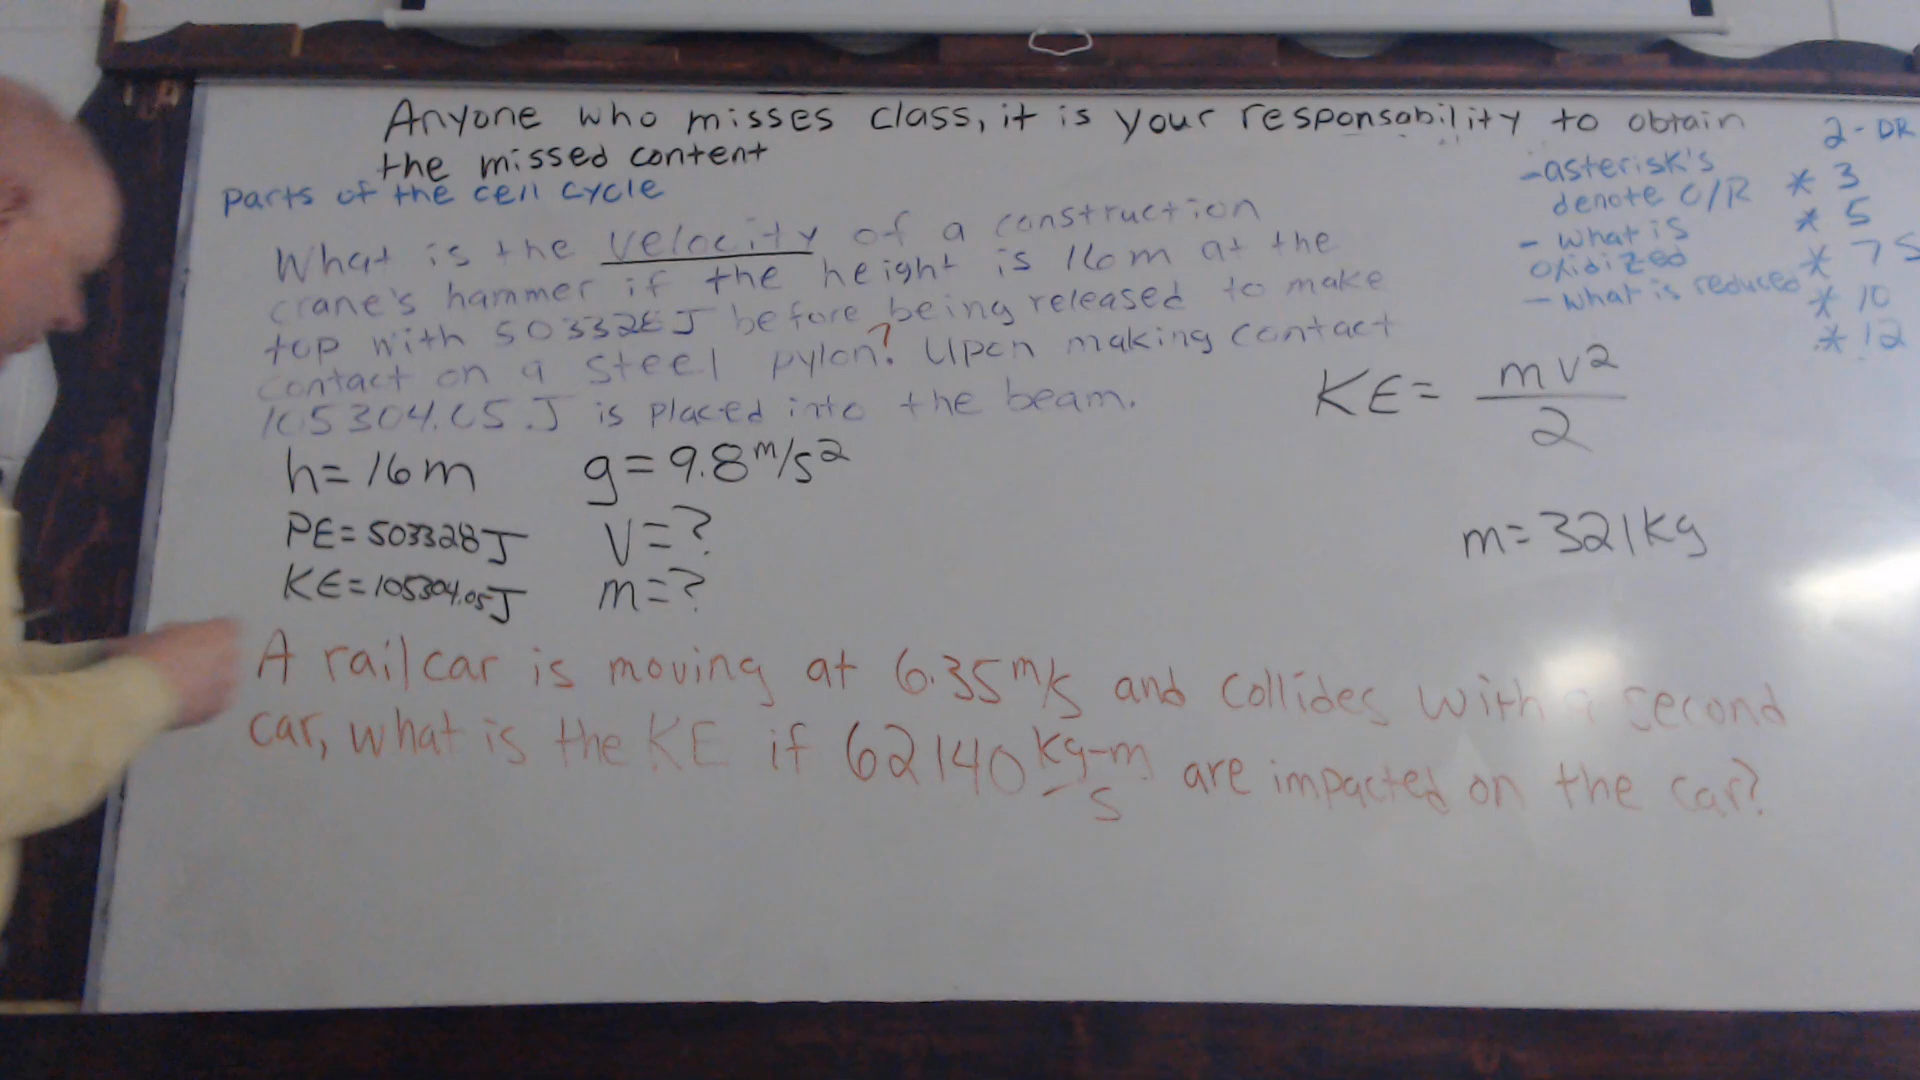 Anyone who misses class, it is your responsability to obtain
the missed content
parts of the cell cycle
What is the velocity of a construction
crane's hammer if the height is 16m at the
top with 503328J before being released to make
contact on a steel pylon? Upon making contact
105304.05J is placed into the beam.
h=16m g=9.8m/s2
PE=503328J V=?
KE=105304.05J m=?
KE= mv2
2
m=321kg
A railcar is moving at 6.35m/s and collides with a second
car, what is the KE if 62140 kg-m
s are impacted on the car?
2-DR
-asterisk's
denote O/R * 3
* 5
- what is
oxidized * 7 S
- what is reduced * 10
* 12